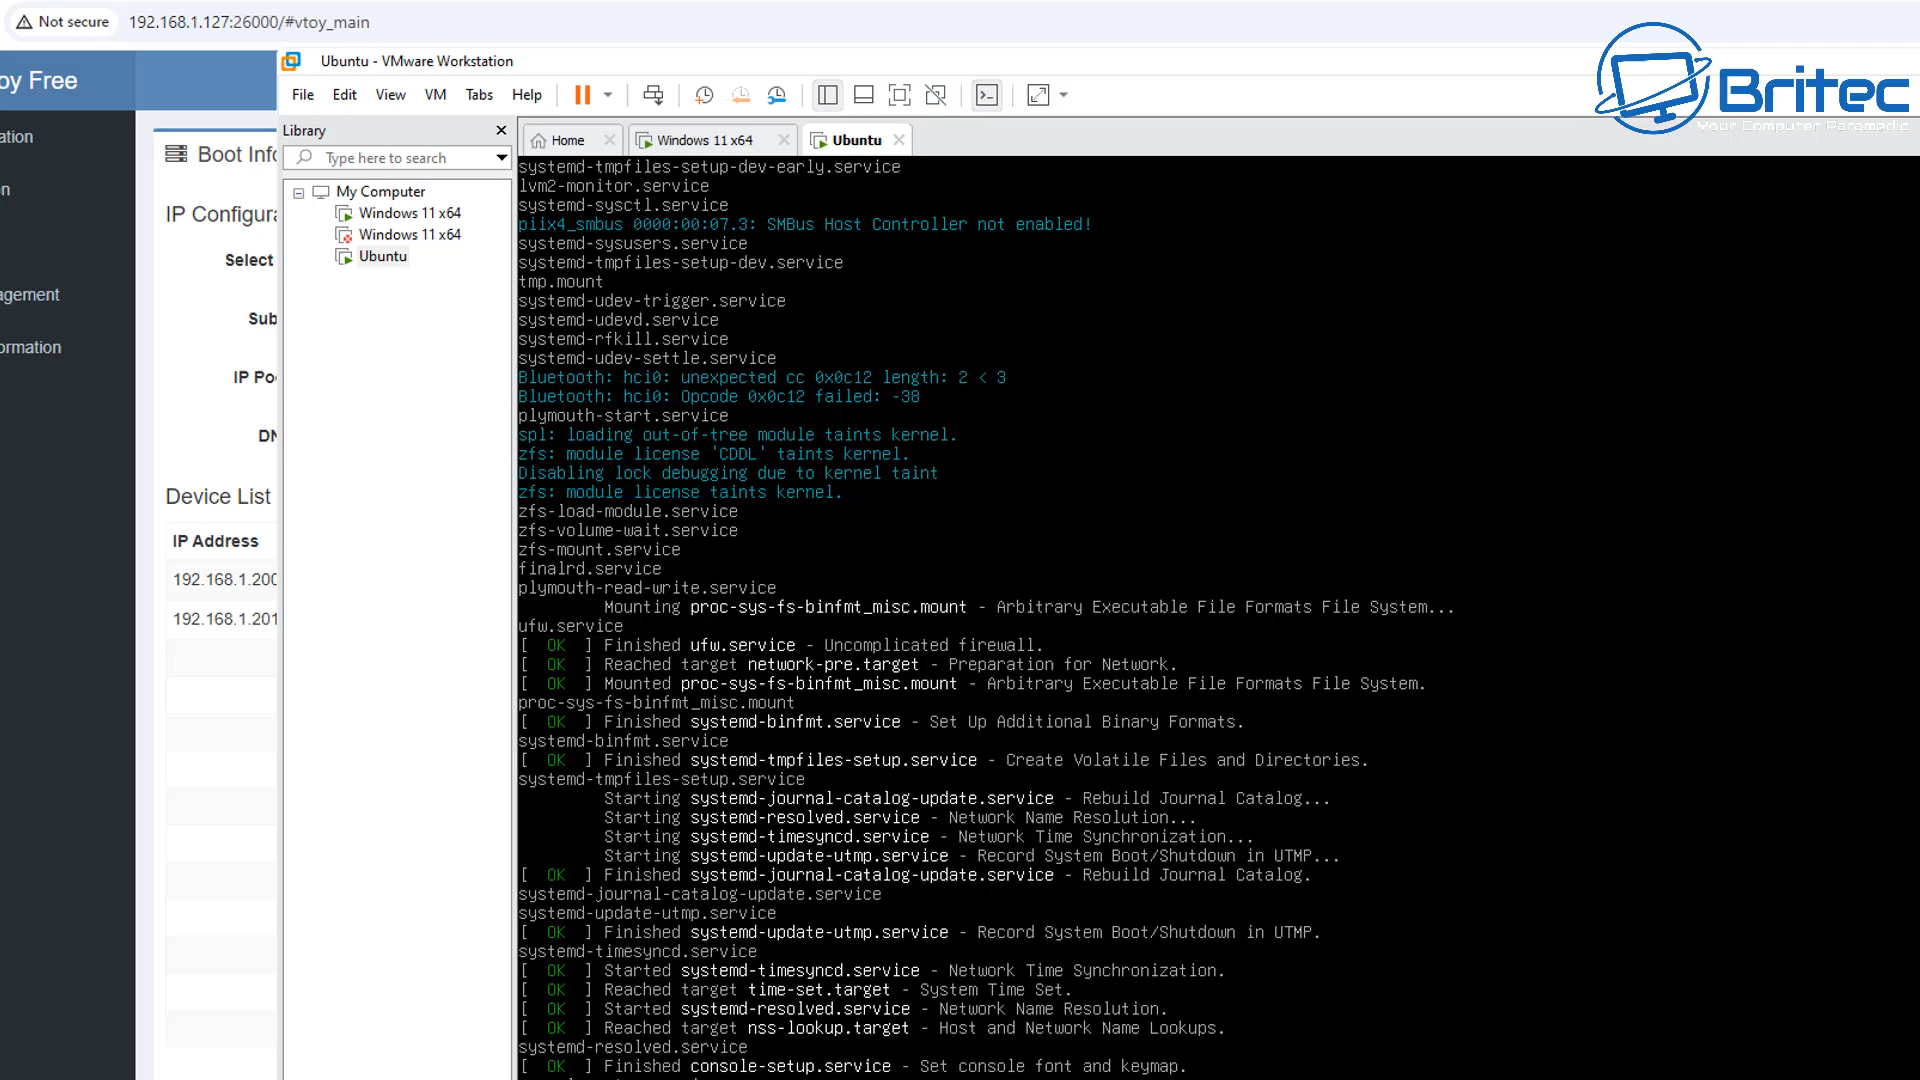 Not secure
192.168.1.127:26000/#vtoy_main
oy Free
ation
n
agement
ormation
Boot Info
IP Configura
Select
Sub
IP Poo
DN
Device List
IP Address
192.168.1.200
192.168.1.201
Ubuntu - VMware Workstation
File Edit View VM Tabs Help
Library
Type here to search
My Computer
Windows 11 x64
Windows 11 x64
Ubuntu
Home
Windows 11 x64
Ubuntu
Britec
Your Computer Paramedic
systemd-tmpfiles-setup-dev-early.service
lvm2-monitor.service
systemd-sysctl.service
piix4_smbus 0000:00:07.3: SMBus Host Controller not enabled!
systemd-sysusers.service
systemd-tmpfiles-setup-dev.service
tmp.mount
systemd-udev-trigger.service
systemd-udevd.service
systemd-rfkill.service
systemd-udev-settle.service
Bluetooth: hci0: unexpected cc 0x0c12 length: 2 < 3
Bluetooth: hci0: Opcode 0x0c12 failed: -38
plymouth-start.service
spl: loading out-of-tree module taints kernel.
zfs: module license 'CDDL' taints kernel.
Disabling lock debugging due to kernel taint
zfs: module license taints kernel.
zfs-load-module.service
zfs-volume-wait.service
zfs-mount.service
finalrd.service
plymouth-read-write.service
Mounting proc-sys-fs-binfmt_misc.mount - Arbitrary Executable File Formats File System...
ufw.service
[ OK ] Finished ufw.service - Uncomplicated firewall.
[ OK ] Reached target network-pre.target - Preparation for Network.
[ OK ] Mounted proc-sys-fs-binfmt_misc.mount - Arbitrary Executable File Formats File System.
proc-sys-fs-binfmt_misc.mount
[ OK ] Finished systemd-binfmt.service - Set Up Additional Binary Formats.
systemd-binfmt.service
[ OK ] Finished systemd-tmpfiles-setup.service - Create Volatile Files and Directories.
systemd-tmpfiles-setup.service
Starting systemd-journal-catalog-update.service - Rebuild Journal Catalog...
Starting systemd-resolved.service - Network Name Resolution...
Starting systemd-timesyncd.service - Network Time Synchronization...
Starting systemd-update-utmp.service - Record System Boot/Shutdown in UTMP...
[ OK ] Finished systemd-journal-catalog-update.service - Rebuild Journal Catalog.
systemd-journal-catalog-update.service
systemd-update-utmp.service
[ OK ] Finished systemd-update-utmp.service - Record System Boot/Shutdown in UTMP.
systemd-timesyncd.service
[ OK ] Started systemd-timesyncd.service - Network Time Synchronization.
[ OK ] Reached target time-set.target - System Time Set.
[ OK ] Started systemd-resolved.service - Network Name Resolution.
[ OK ] Reached target nss-lookup.target - Host and Network Name Lookups.
systemd-resolved.service
[ OK ] Finished console-setup.service - Set console font and keymap.